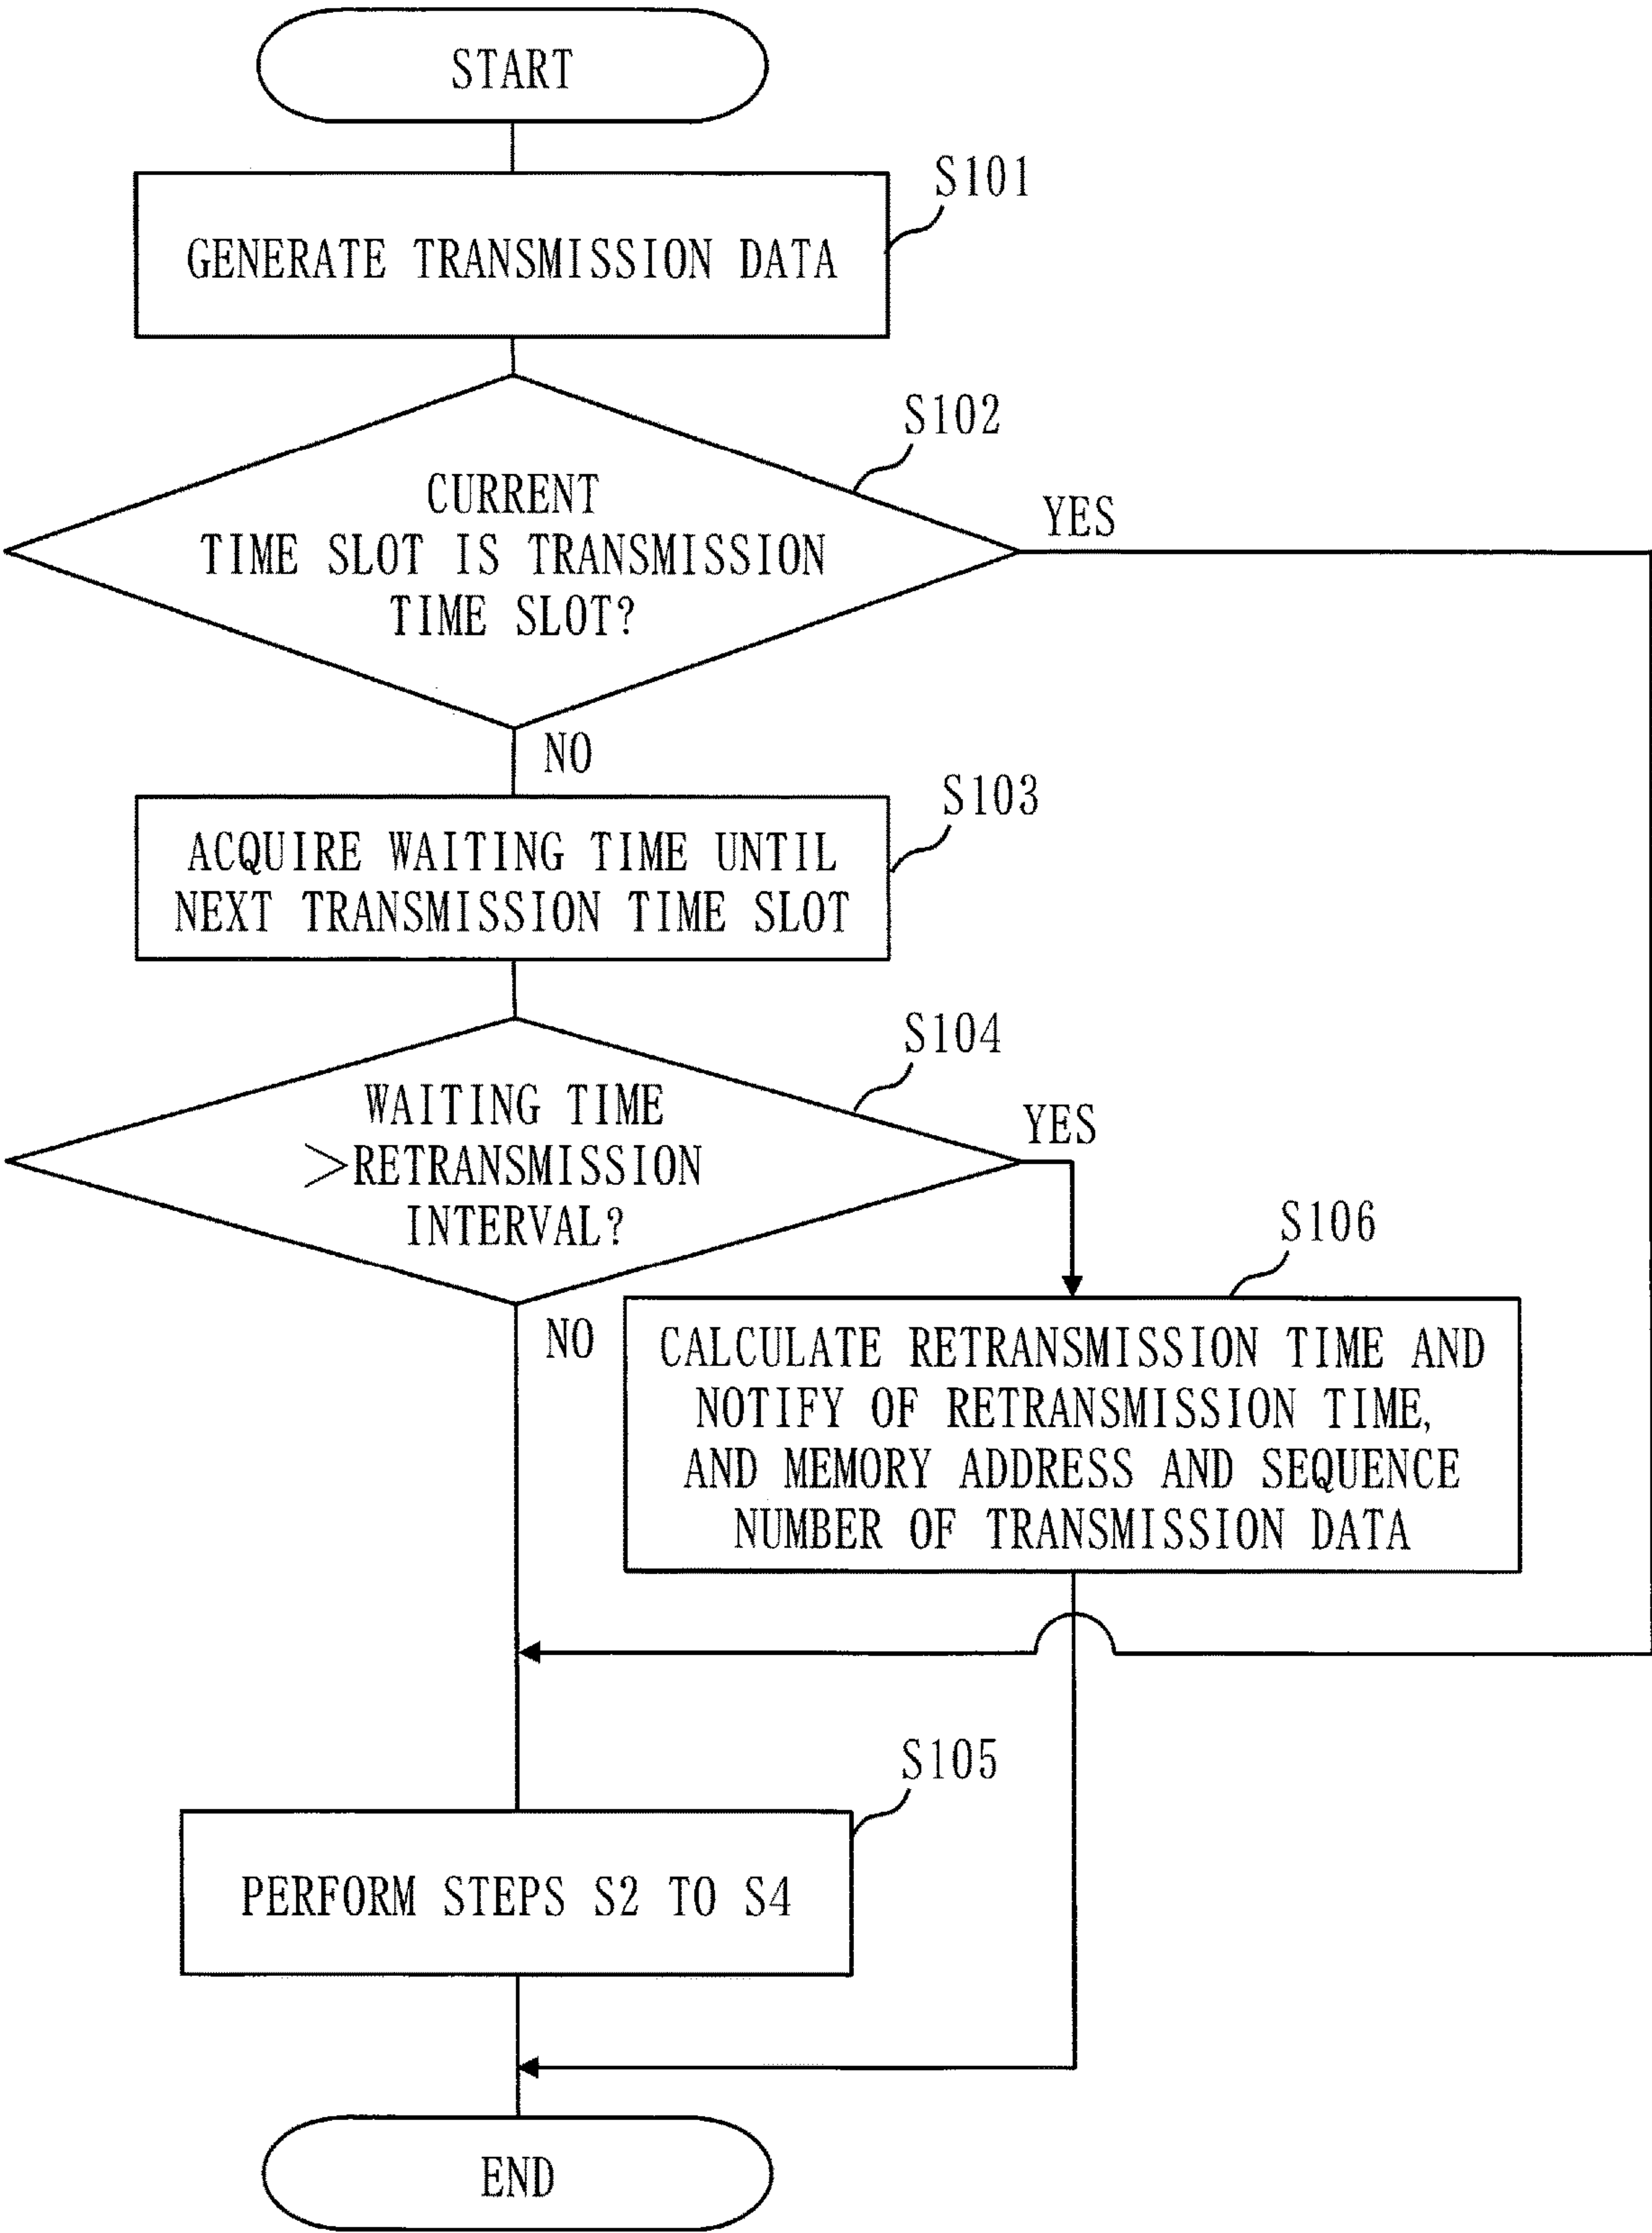 START
S101
GENERATE TRANSMISSION DATA
S102
CURRENT
TIME SLOT IS TRANSMISSION
TIME SLOT?
YES
NO
S103
ACQUIRE WAITING TIME UNTIL
NEXT TRANSMISSION TIME SLOT
S104
WAITING TIME
>RETRANSMISSION
INTERVAL?
YES
NO
S106
CALCULATE RETRANSMISSION TIME AND
NOTIFY OF RETRANSMISSION TIME,
AND MEMORY ADDRESS AND SEQUENCE
NUMBER OF TRANSMISSION DATA
S105
PERFORM STEPS S2 TO S4
END